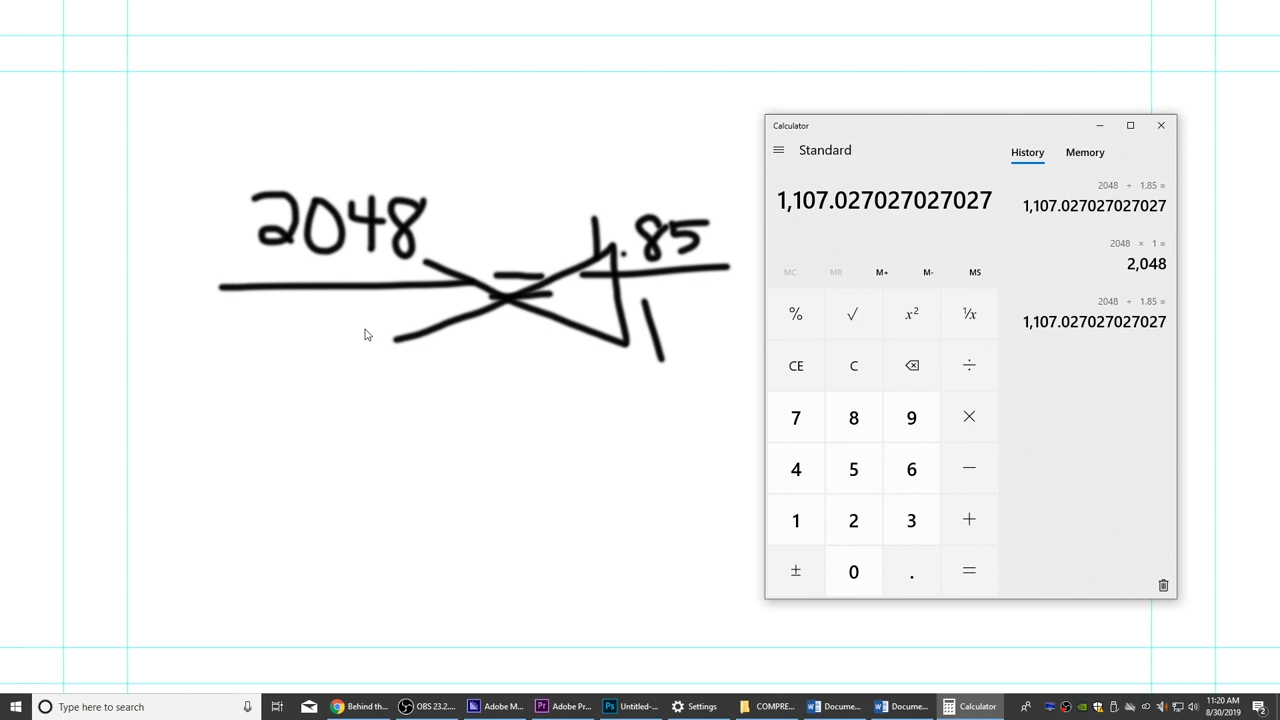 2048
=
1.85
1
Calculator
Standard
History
Memory
1,107.027027027027
2048 ÷ 1.85 =
1,107.027027027027
2048 × 1 =
2,048
2048 ÷ 1.85 =
1,107.027027027027
MC MR M+ M- MS
% √ x² ¹/x
CE C ÷
7 8 9 ×
4 5 6 −
1 2 3 +
± 0 . =
Type here to search
Behind th...
OBS 23.2....
Adobe M...
Adobe Pr...
Untitled-...
Settings
COMPRE...
Docume...
Docume...
Calculator
11:20 AM
8/30/2019
2